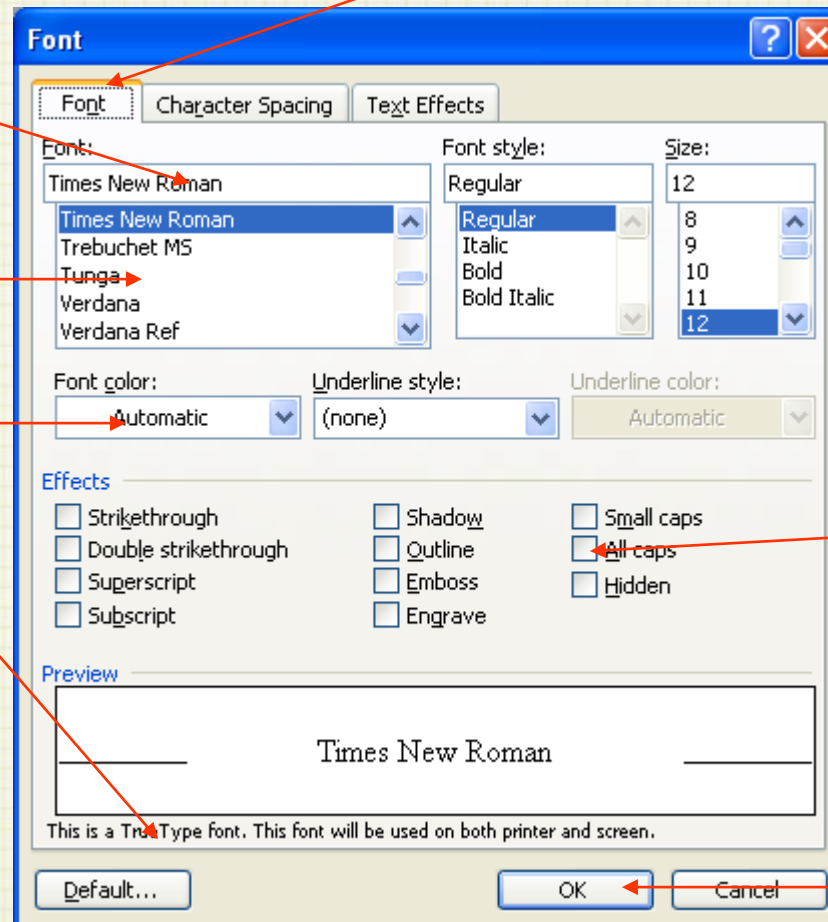 Font
Font Character Spacing Text Effects
Font: Font style: Size:
Times New Roman Regular 12
Times New Roman Regular 8
Trebuchet MS Italic 9
Tunga Bold 10
Verdana Bold Italic 11
Verdana Ref 12
Font color: Underline style: Underline color:
Automatic (none) Automatic
Effects
Strikethrough Shadow Small caps
Double strikethrough Outline All caps
Superscript Emboss Hidden
Subscript Engrave
Preview
Times New Roman
This is a TrueType font. This font will be used on both printer and screen.
Default... OK Cancel